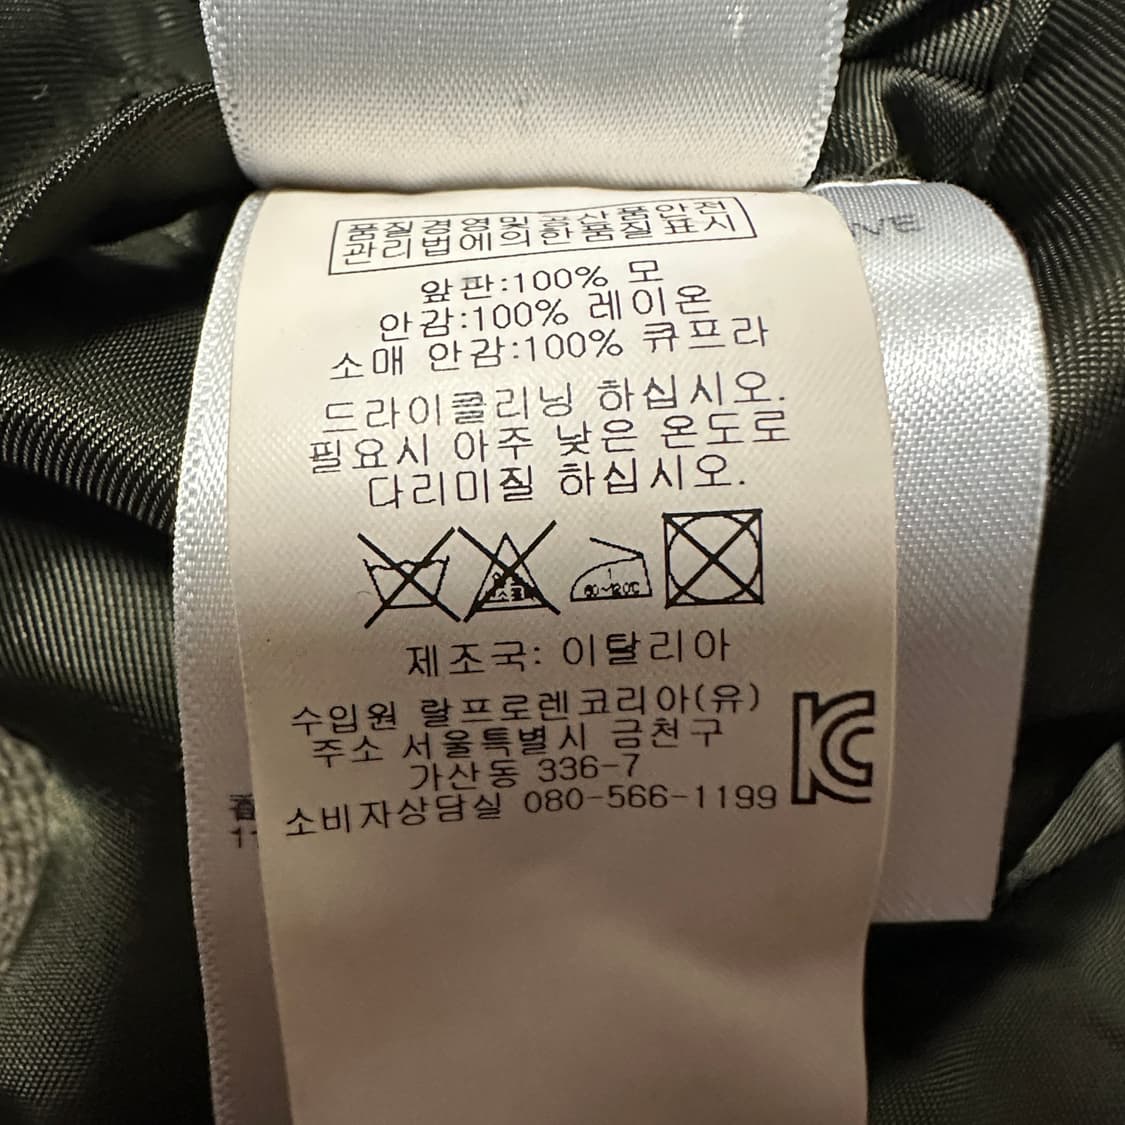 품질경영및공산품안전
관리법에의한품질표시
앞판:100% 모
안감:100% 레이온
소매 안감:100% 큐프라
드라이클리닝 하십시오.
필요시 아주 낮은 온도로
다리미질 하십시오.
1
80~120℃
제조국: 이탈리아
수입원 랄프로렌코리아(유)
주소 서울특별시 금천구
가산동 336-7
소비자상담실 080-566-1199